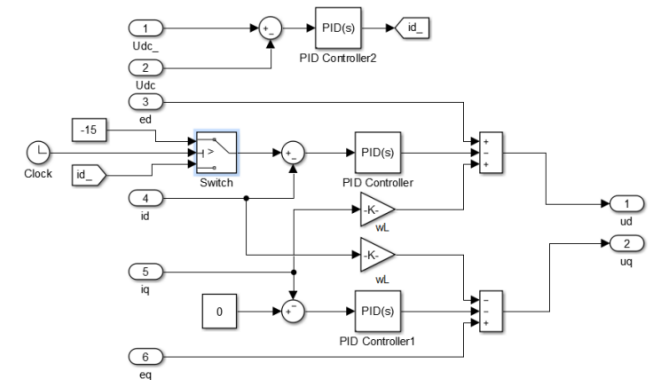 1
Udc_
2
Udc
+
_
PID(s)
PID Controller2
id_
3
ed
-15
Clock
id_
>
Switch
+
_
PID(s)
PID Controller
+
−
+
4
id
-K-
wL
1
ud
2
uq
5
iq
-K-
wL
0
−
+
PID(s)
PID Controller1
−
−
+
6
eq